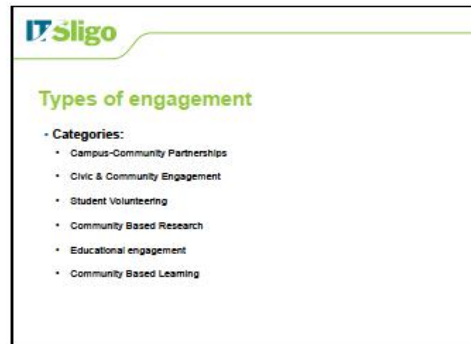 IT Sligo
Types of engagement
• Categories:
• Campus-Community Partnerships
• Civic & Community Engagement
• Student Volunteering
• Community Based Research
• Educational engagement
• Community Based Learning